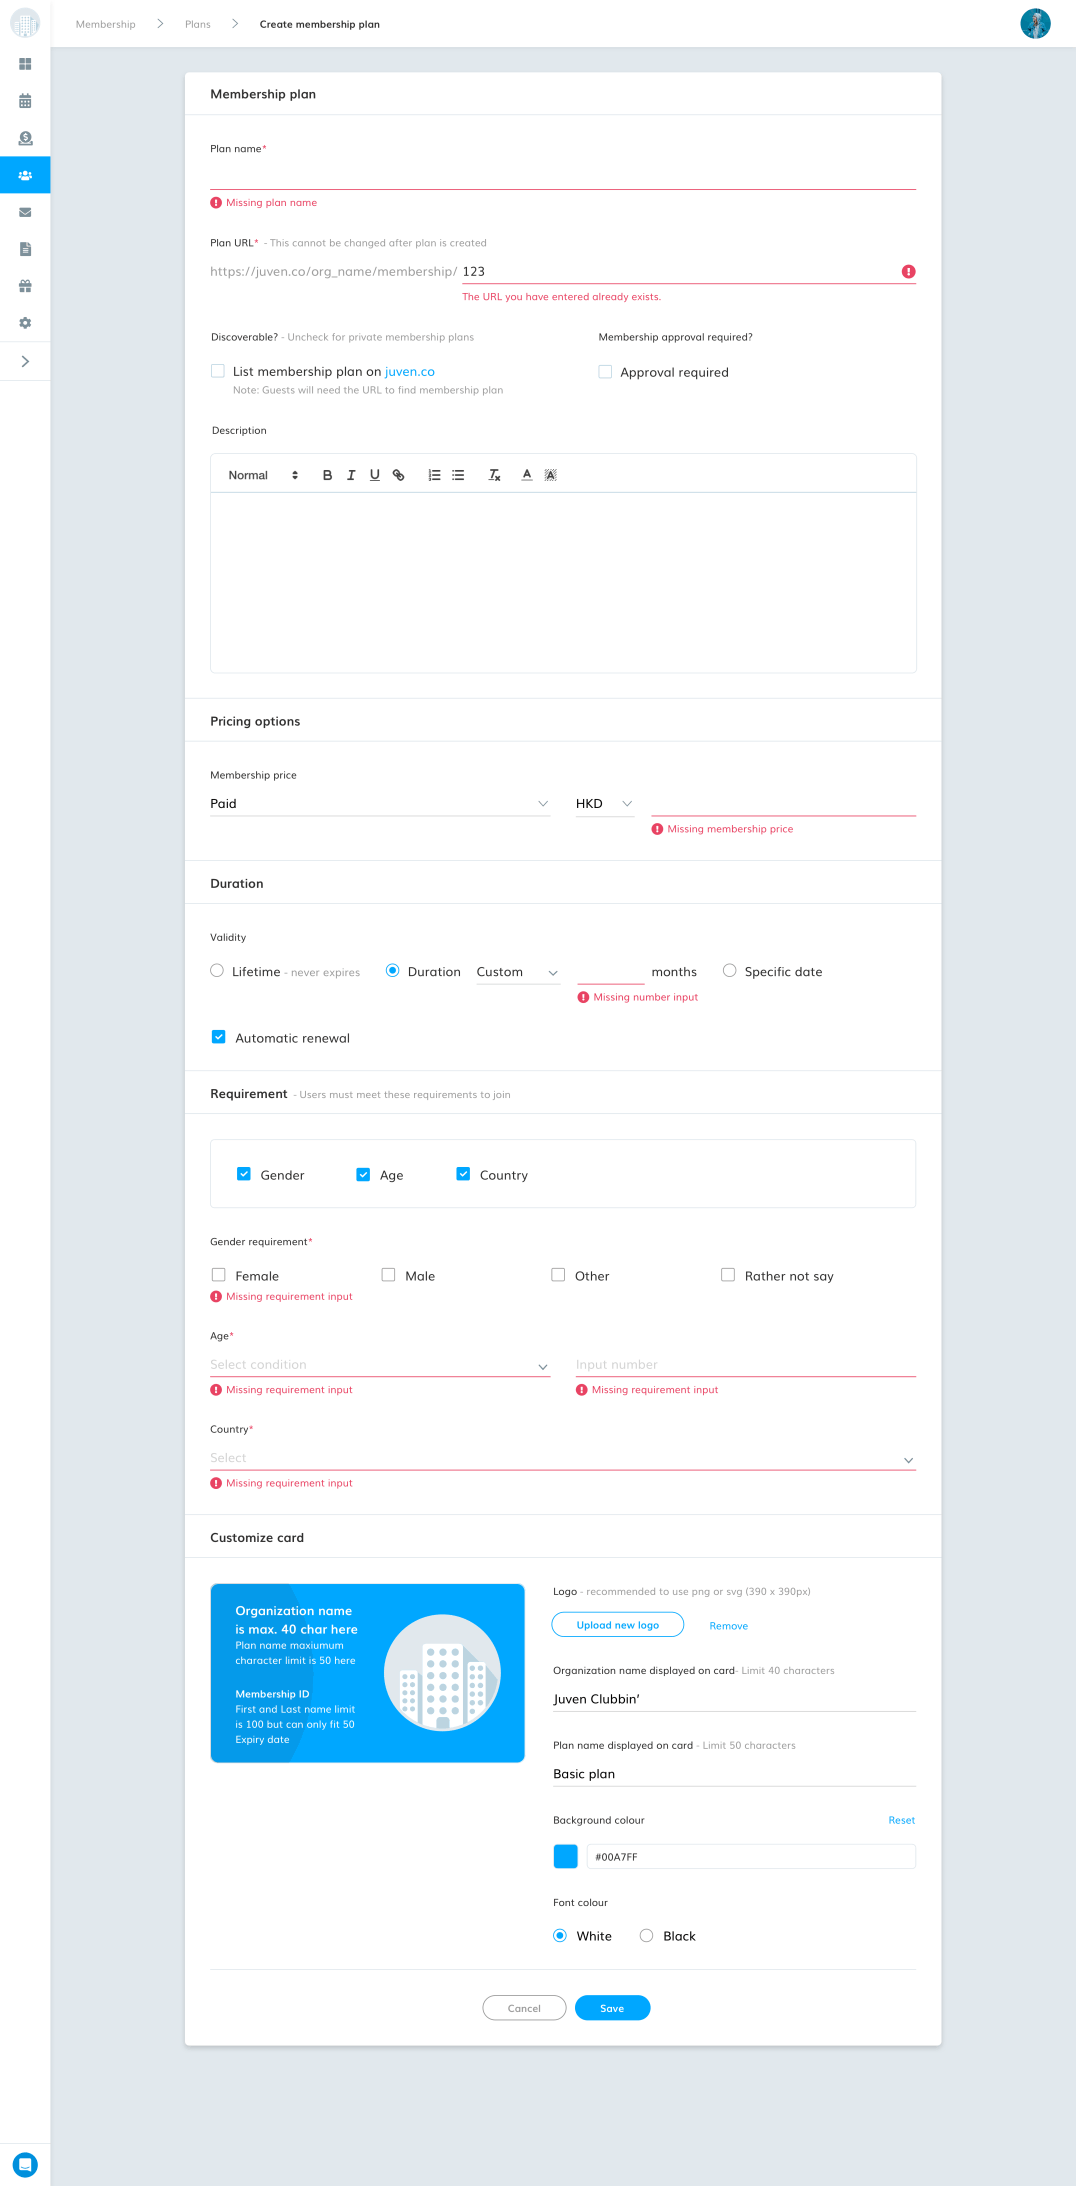 Membership Plans Create membership plan
Membership plan
Plan name*
Missing plan name
Plan URL* - This cannot be changed after plan is created
https://juven.co/org_name/membership/ 123
The URL you have entered already exists.
Discoverable? - Uncheck for private membership plans Membership approval required?
List membership plan on juven.co Approval required
Note: Guests will need the URL to find membership plan
Description
Normal B I U
Pricing options
Membership price
Paid HKD
Missing membership price
Duration
Validity
Lifetime - never expires Duration Custom months Specific date
Missing number input
Automatic renewal
Requirement - Users must meet these requirements to join
Gender Age Country
Gender requirement*
Female Male Other Rather not say
Missing requirement input
Age*
Select condition Input number
Missing requirement input Missing requirement input
Country*
Select
Missing requirement input
Customize card
Organization name
is max. 40 char here
Plan name maxiumum
character limit is 50 here
Membership ID
First and Last name limit
is 100 but can only fit 50
Expiry date
Logo - recommended to use png or svg (390 x 390px)
Upload new logo Remove
Organization name displayed on card- Limit 40 characters
Juven Clubbin’
Plan name displayed on card - Limit 50 characters
Basic plan
Background colour Reset
#00A7FF
Font colour
White Black
Cancel Save